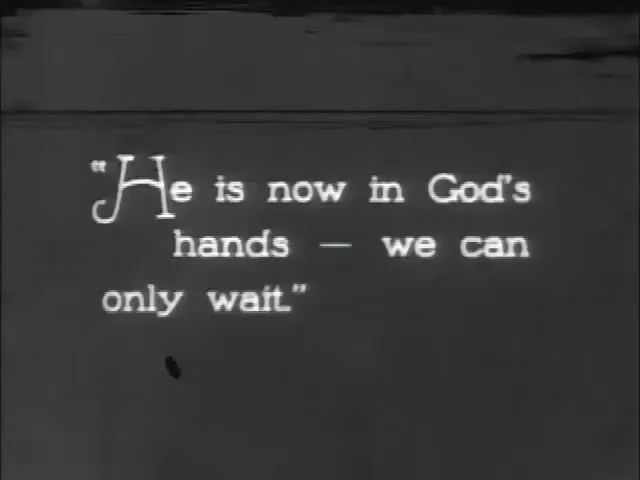 "He is now in God's
hands — we can
only wait."